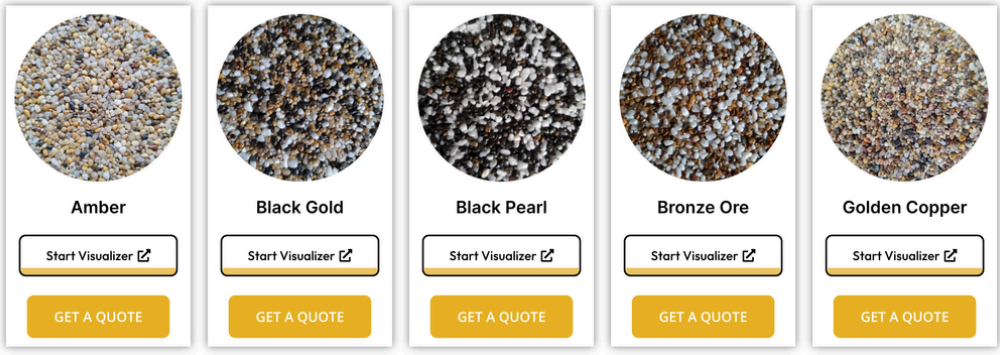 Amber
Black Gold
Black Pearl
Bronze Ore
Golden Copper
Start Visualizer
Start Visualizer
Start Visualizer
Start Visualizer
Start Visualizer
GET A QUOTE
GET A QUOTE
GET A QUOTE
GET A QUOTE
GET A QUOTE